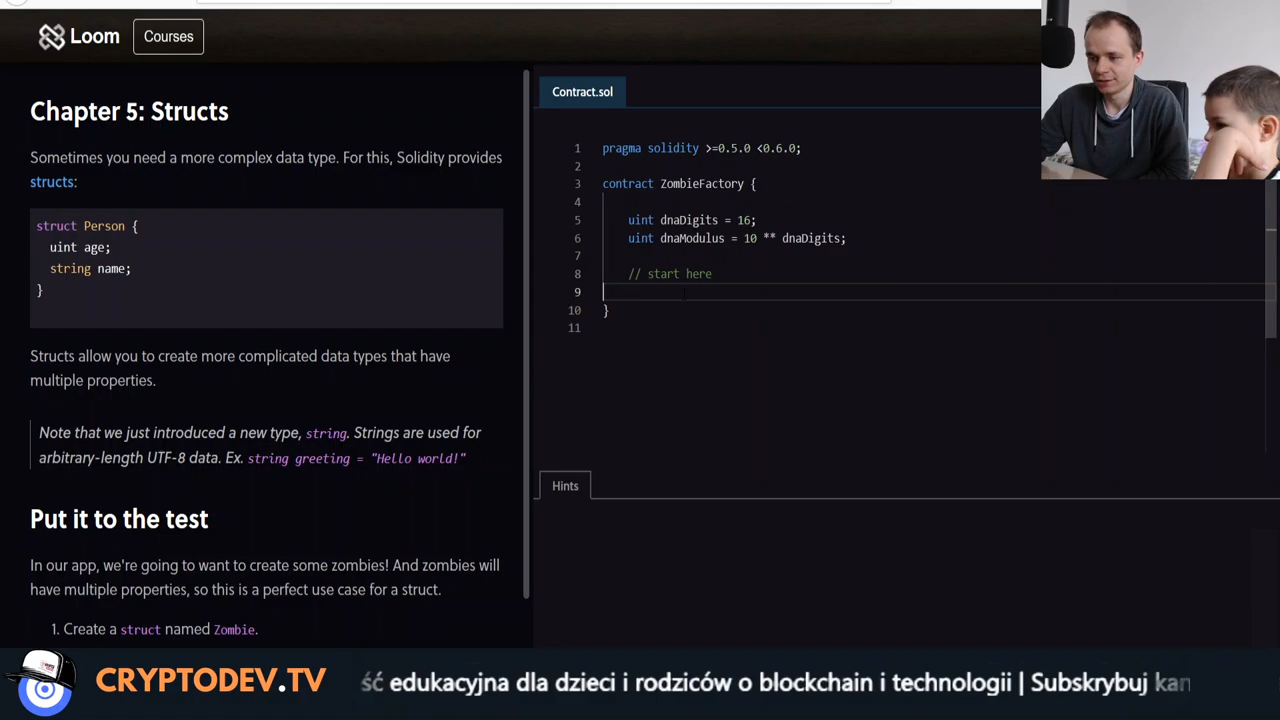 Loom
Courses
Chapter 5: Structs
Sometimes you need a more complex data type. For this, Solidity provides
structs:
struct Person {
uint age;
string name;
}
Structs allow you to create more complicated data types that have
multiple properties.
Note that we just introduced a new type, string. Strings are used for
arbitrary-length UTF-8 data. Ex. string greeting = "Hello world!"
Put it to the test
In our app, we're going to want to create some zombies! And zombies will
have multiple properties, so this is a perfect use case for a struct.
1. Create a struct named Zombie.
Contract.sol
1 pragma solidity >=0.5.0 <0.6.0;
2
3 contract ZombieFactory {
4
5 uint dnaDigits = 16;
6 uint dnaModulus = 10 ** dnaDigits;
7
8 // start here
9
10 }
11
Hints
CRYPTODEV.TV
ść edukacyjna dla dzieci i rodziców o blockchain i technologii | Subskrybuj kan